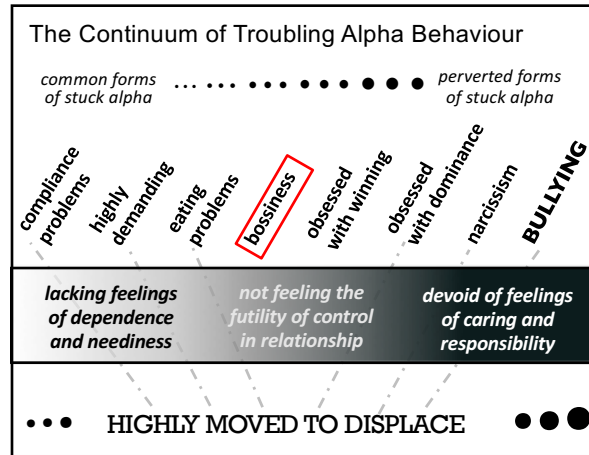 The Continuum of Troubling Alpha Behaviour
common forms
of stuck alpha
perverted forms
of stuck alpha
compliance
problems
highly
demanding
eating
problems
bossiness
obsessed
with winning
obsessed
with dominance
narcissism
BULLYING
lacking feelings
of dependence
and neediness
not feeling the
futility of control
in relationship
devoid of feelings
of caring and
responsibility
HIGHLY MOVED TO DISPLACE